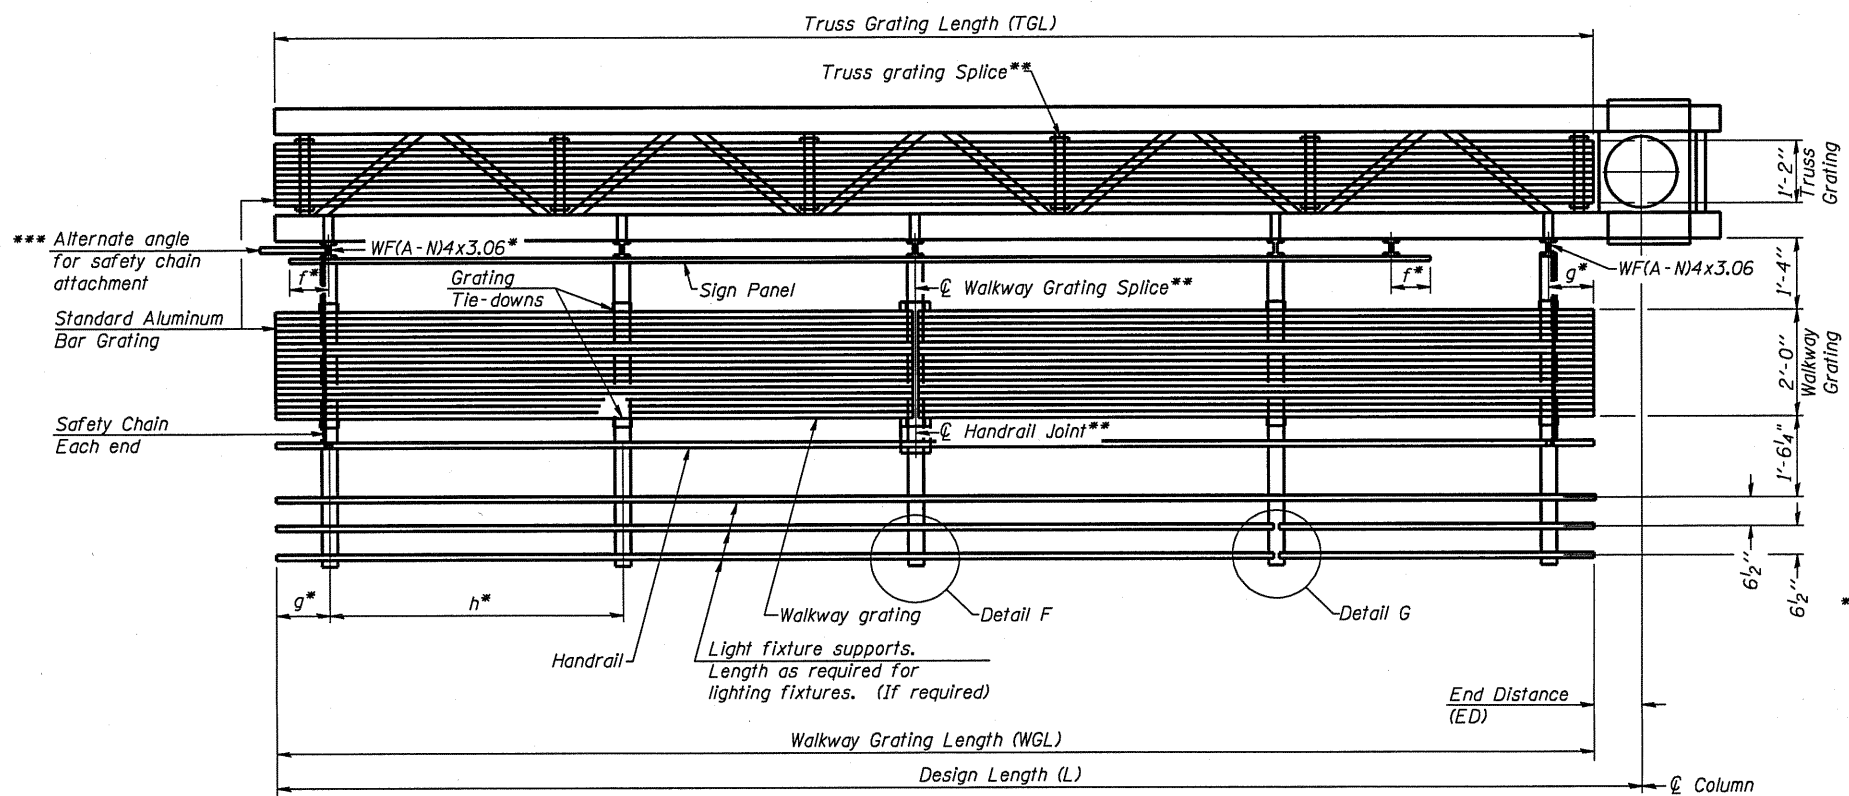 Truss Grating Length (TGL)
Truss grating Splice**
1'-2"
Truss
Grating
*** Alternate angle
for safety chain
attachment
WF(A-N)4x3.06*
WF(A-N)4x3.06
f*
Grating
Tie-downs
Sign Panel
℄ Walkway Grating Splice**
f*
g*
1'-4"
Standard Aluminum
Bar Grating
2'-0"
Walkway
Grating
Safety Chain
Each end
℄ Handrail Joint**
1'-6¼"
6½"
6½"
*
g*
h*
Walkway grating
Detail F
Detail G
Handrail
Light fixture supports.
Length as required for
lighting fixtures. (If required)
End Distance
(ED)
Walkway Grating Length (WGL)
Design Length (L)
℄ Column